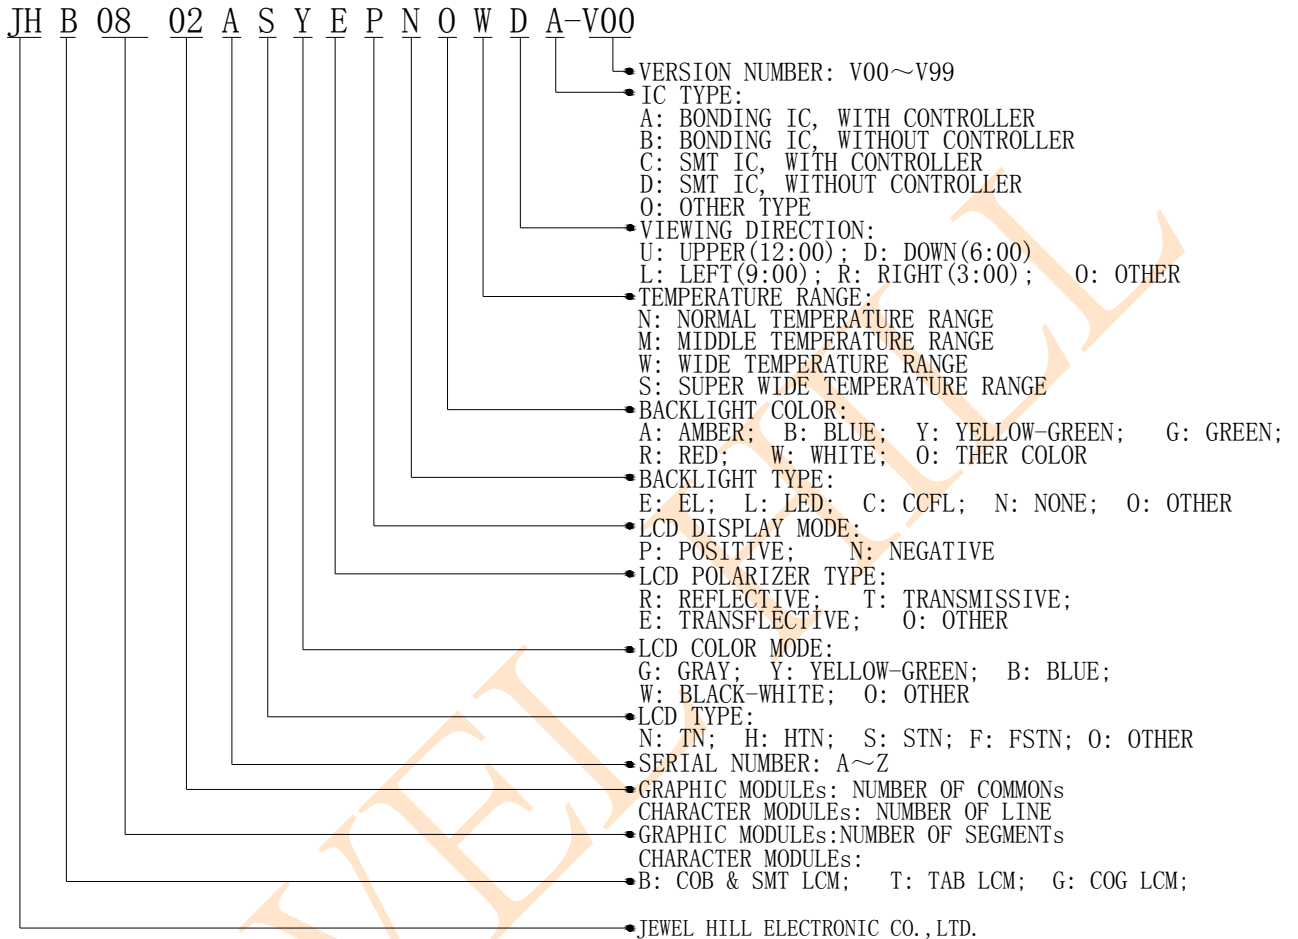 JH B 08 02 A S Y E P N O W D A-V00
VERSION NUMBER: V00~V99
IC TYPE:
A: BONDING IC, WITH CONTROLLER
B: BONDING IC, WITHOUT CONTROLLER
C: SMT IC, WITH CONTROLLER
D: SMT IC, WITHOUT CONTROLLER
O: OTHER TYPE
VIEWING DIRECTION:
U: UPPER(12:00); D: DOWN(6:00)
L: LEFT(9:00); R: RIGHT(3:00); O: OTHER
TEMPERATURE RANGE:
N: NORMAL TEMPERATURE RANGE
M: MIDDLE TEMPERATURE RANGE
W: WIDE TEMPERATURE RANGE
S: SUPER WIDE TEMPERATURE RANGE
BACKLIGHT COLOR:
A: AMBER; B: BLUE; Y: YELLOW-GREEN; G: GREEN;
R: RED; W: WHITE; O: THER COLOR
BACKLIGHT TYPE:
E: EL; L: LED; C: CCFL; N: NONE; O: OTHER
LCD DISPLAY MODE:
P: POSITIVE; N: NEGATIVE
LCD POLARIZER TYPE:
R: REFLECTIVE; T: TRANSMISSIVE;
E: TRANSFLECTIVE; O: OTHER
LCD COLOR MODE:
G: GRAY; Y: YELLOW-GREEN; B: BLUE;
W: BLACK-WHITE; O: OTHER
LCD TYPE:
N: TN; H: HTN; S: STN; F: FSTN; O: OTHER
SERIAL NUMBER: A~Z
GRAPHIC MODULEs: NUMBER OF COMMONs
CHARACTER MODULEs: NUMBER OF LINE
GRAPHIC MODULEs:NUMBER OF SEGMENTs
CHARACTER MODULEs:
B: COB & SMT LCM; T: TAB LCM; G: COG LCM;
JEWEL HILL ELECTRONIC CO.,LTD.
VEL HILL